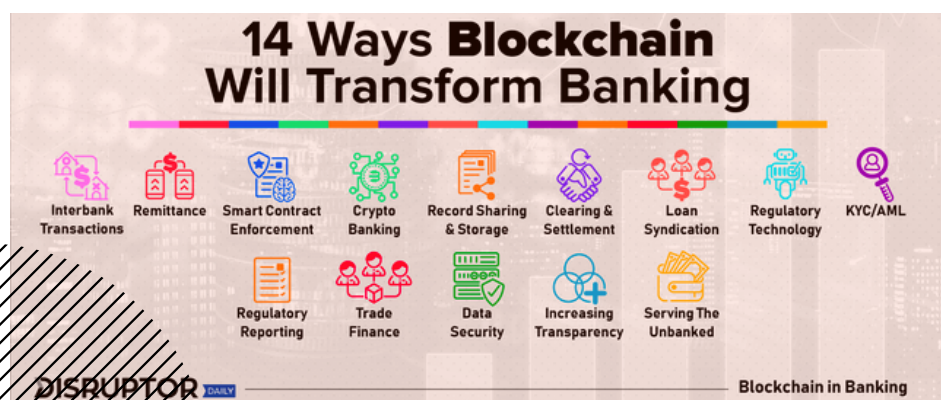 14 Ways Blockchain
Will Transform Banking
Interbank
Transactions
Remittance
Smart Contract
Enforcement
Crypto
Banking
Record Sharing
& Storage
Clearing &
Settlement
Loan
Syndication
Regulatory
Technology
KYC/AML
Regulatory
Reporting
Trade
Finance
Data
Security
Increasing
Transparency
Serving The
Unbanked
DISRUPTOR DAILY
Blockchain in Banking